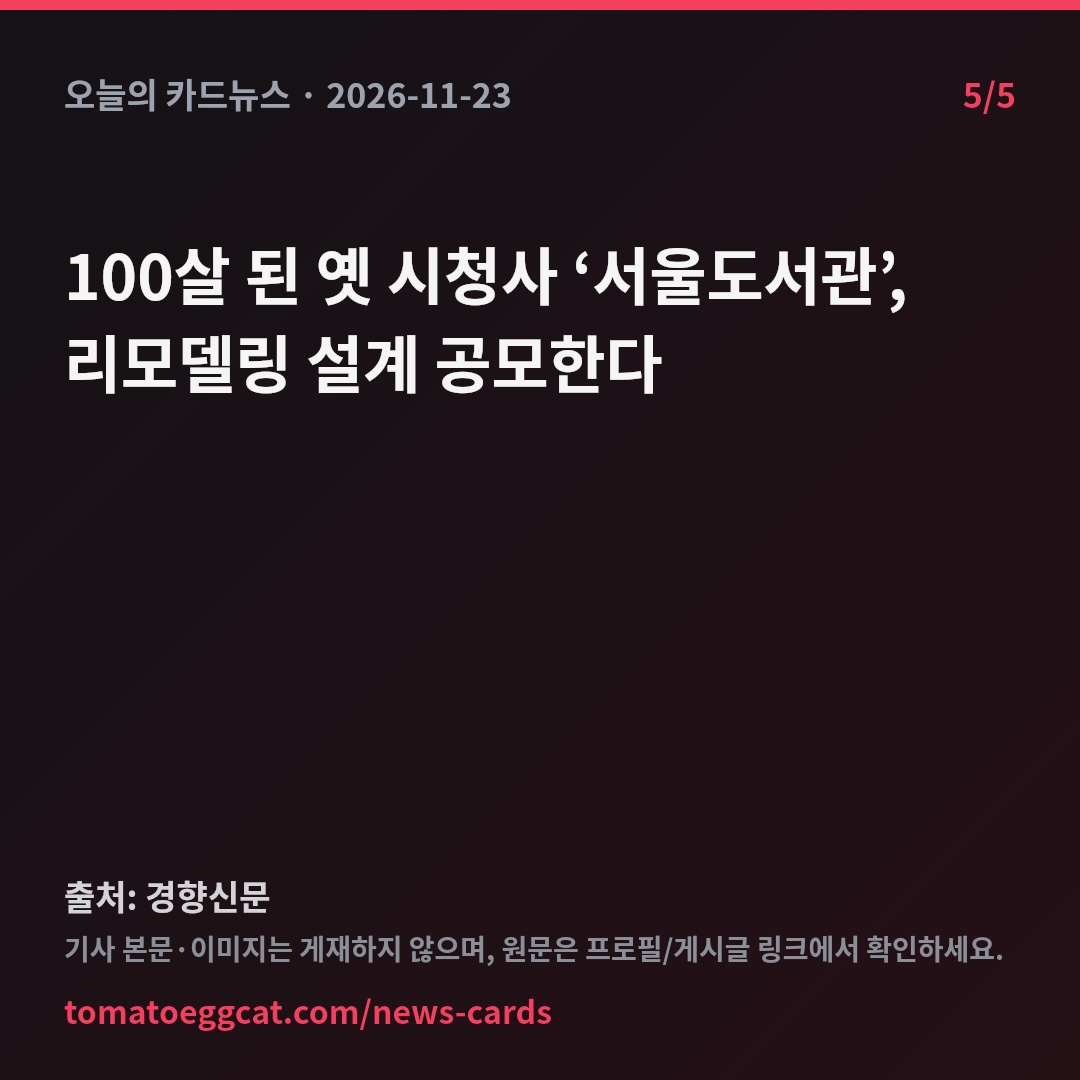 오늘의 카드뉴스 · 2026-11-23
5/5
100살 된 옛 시청사 ‘서울도서관’,
리모델링 설계 공모한다
출처: 경향신문
기사 본문·이미지는 게재하지 않으며, 원문은 프로필/게시글 링크에서 확인하세요.
tomatoeggcat.com/news-cards